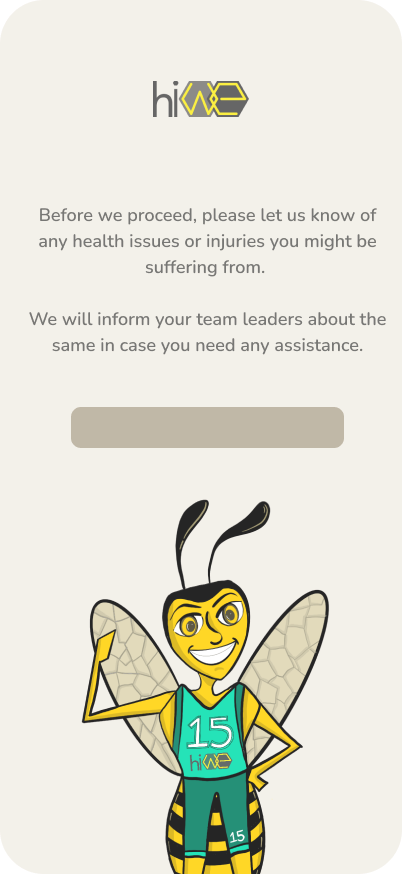 hiwe
Before we proceed, please let us know of
any health issues or injuries you might be
suffering from.
We will inform your team leaders about the
same in case you need any assistance.
15
hiwe
15